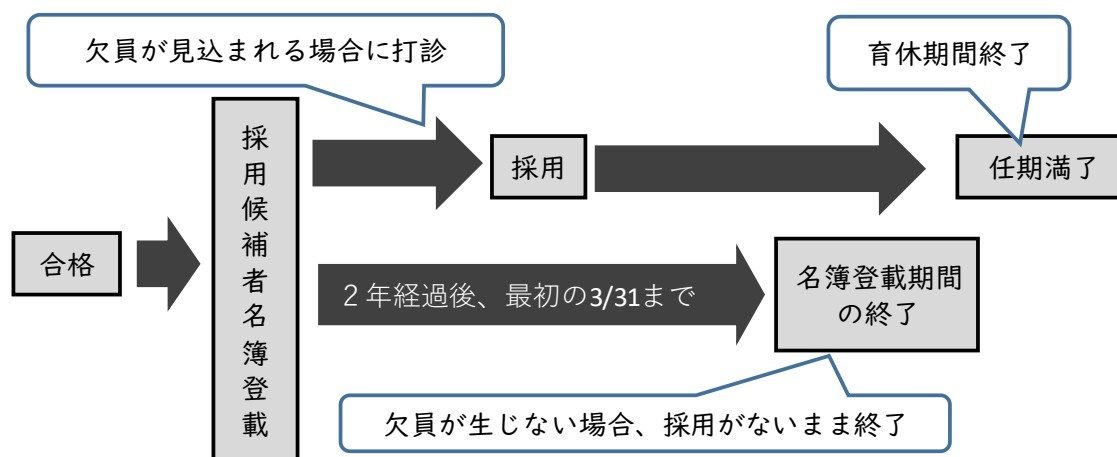 欠員が見込まれる場合に打診
育休期間終了
合格
採用候補者名簿登載
採用
任期満了
2年経過後、最初の3/31まで
名簿登載期間
の終了
欠員が生じない場合、採用がないまま終了